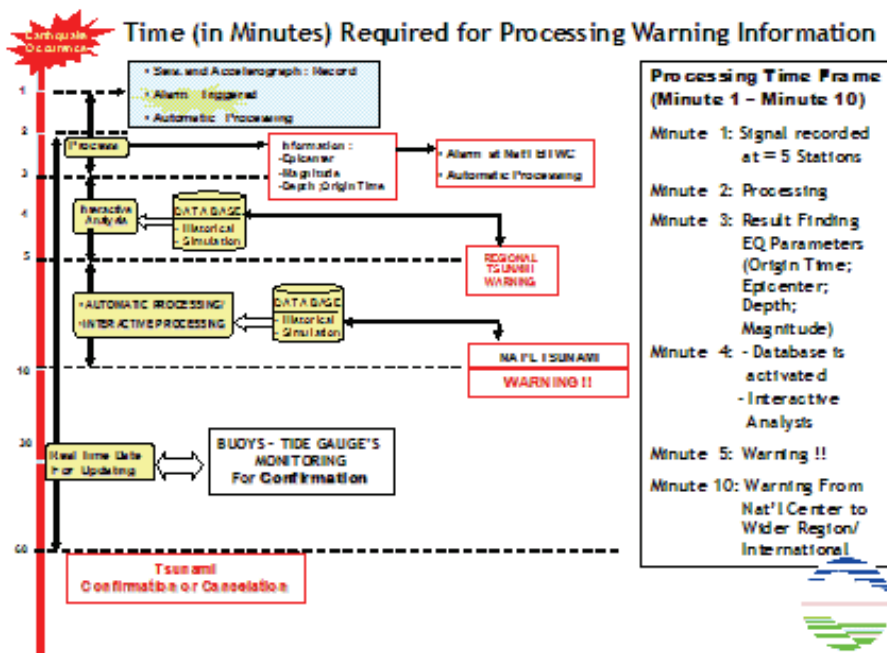 Time (in Minutes) Required for Processing Warning Information
Earthquake
Occurence
1
2
3
4
5
10
30
60
• Seis. and Accelerograph : Record
• Alarm Triggered
• Automatic Processing
Process
Information :
-Epicenter
-Magnitude
-Depth ;Origin Time
• Alarm at Nat'l
• Automatic Processing
Interactive
Analysis
DATABASE
- Historical
- Simulation
REGIONAL
TSUNAMI
WARNING
• AUTOMATIC PROCESSING/
• INTERACTIVE PROCESSING
DATABASE
- Historical
- Simulation
NAT'L TSUNAMI
WARNING !!
Real Time Data
For Updating
BUOYS - TIDE GAUGE'S
MONITORING
For Confirmation
Tsunami
Confirmation or Cancelation
Processing Time Frame
(Minute 1 - Minute 10)
Minute 1: Signal recorded
at = 5 Stations
Minute 2: Processing
Minute 3: Result Finding
EQ Parameters
(Origin Time;
Epicenter;
Depth;
Magnitude)
Minute 4: - Database is
activated
- Interactive
Analysis
Minute 5: Warning !!
Minute 10: Warning From
Nat'l Center to
Wider Region/
International